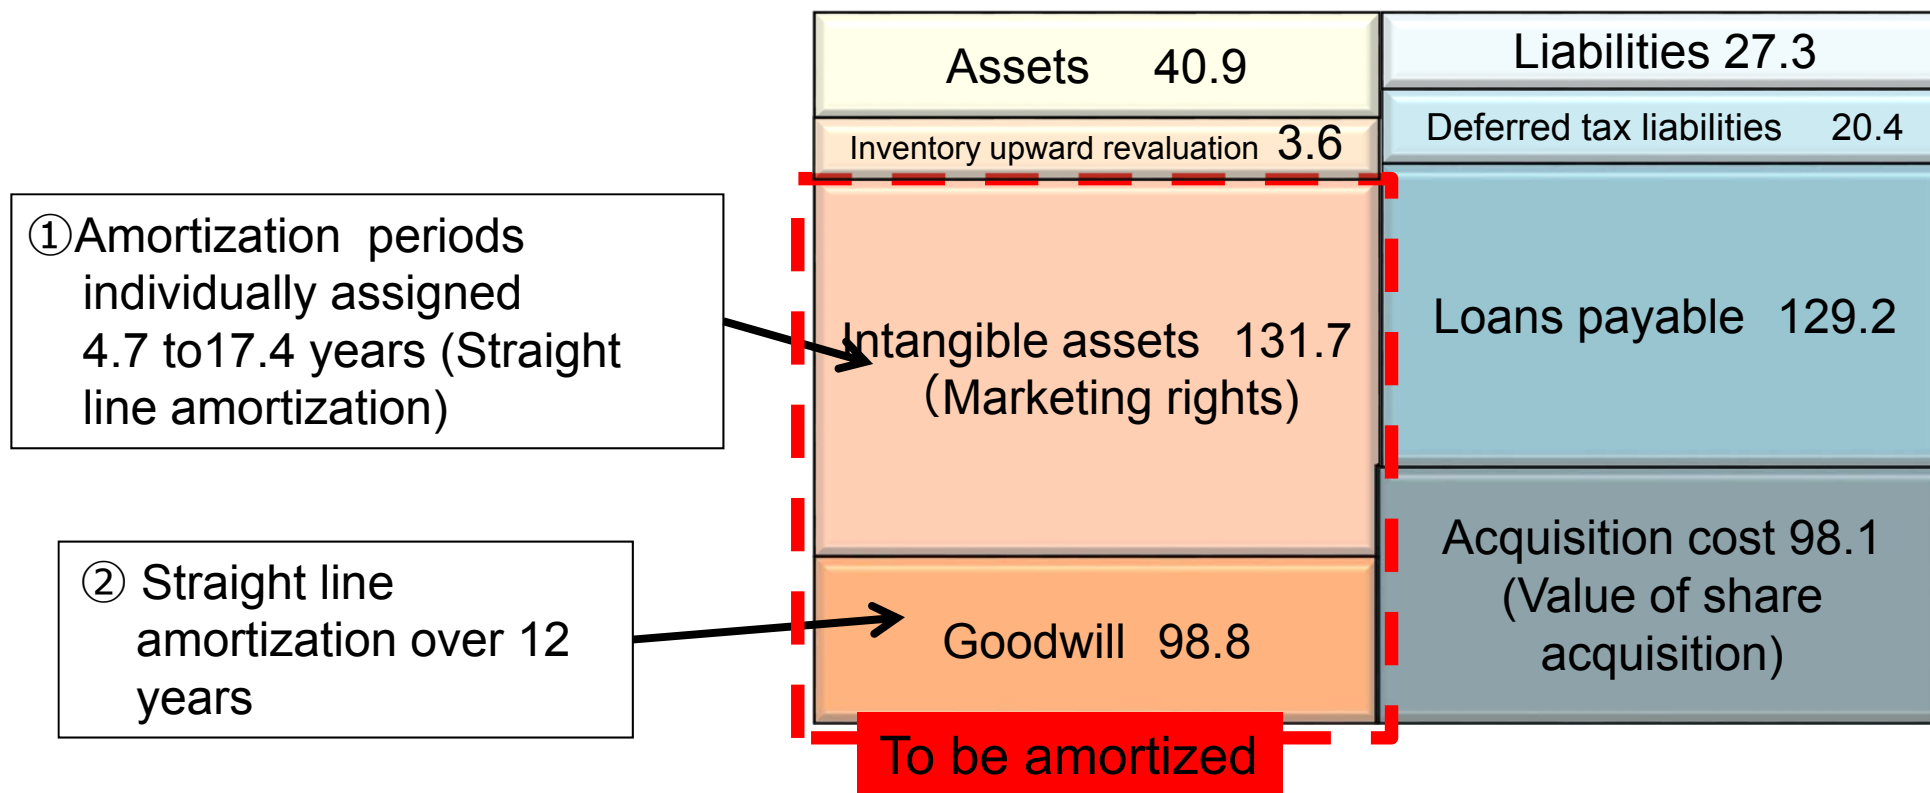 Assets 40.9
Liabilities 27.3
Inventory upward revaluation 3.6
Deferred tax liabilities 20.4
①Amortization periods
individually assigned
4.7 to17.4 years (Straight
line amortization)
Intangible assets 131.7
(Marketing rights)
Loans payable 129.2
② Straight line
amortization over 12
years
Goodwill 98.8
Acquisition cost 98.1
(Value of share
acquisition)
To be amortized